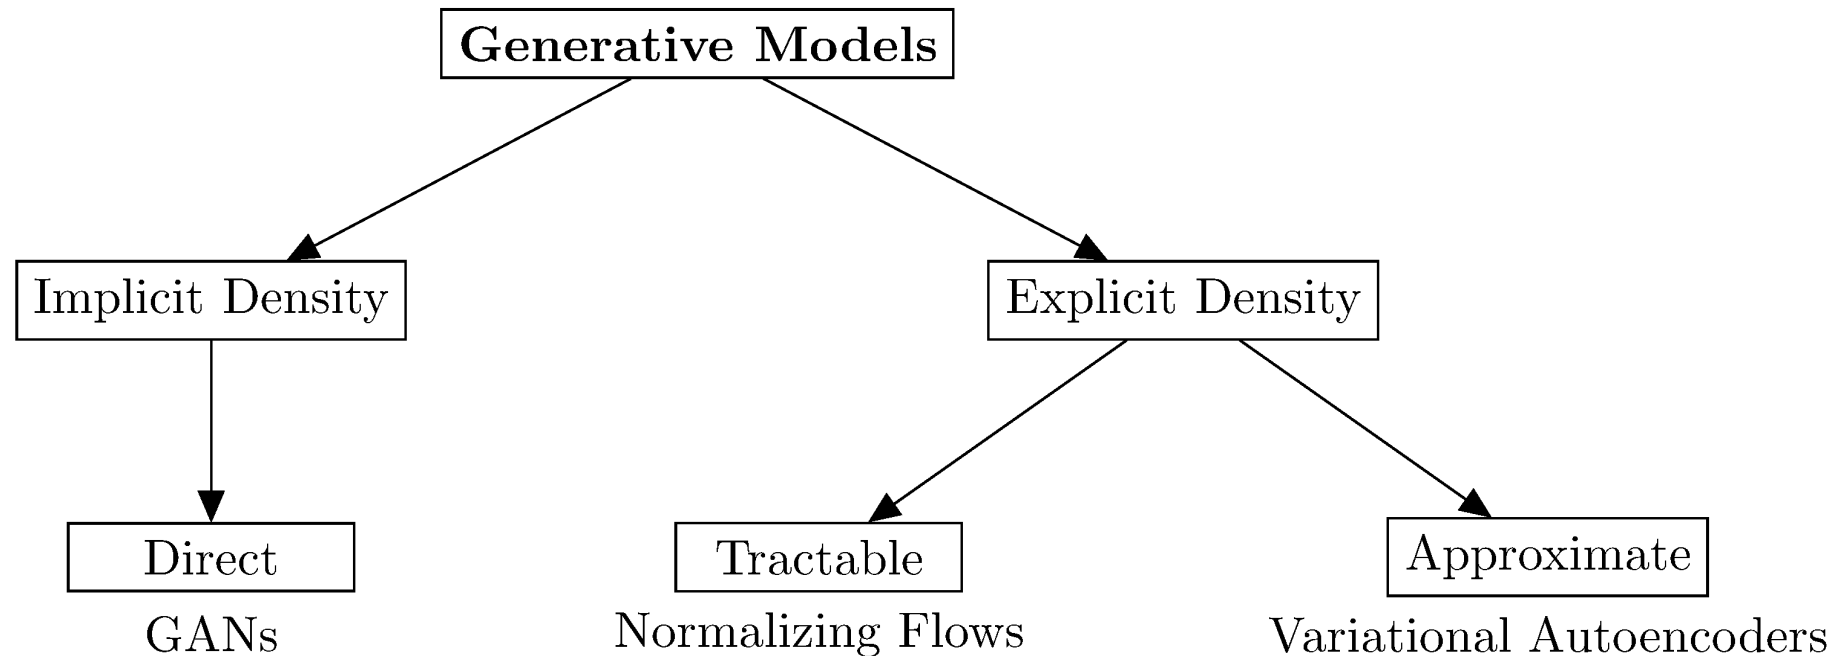 Generative Models
Implicit Density
Explicit Density
Direct
Tractable
Approximate
GANs
Normalizing Flows
Variational Autoencoders